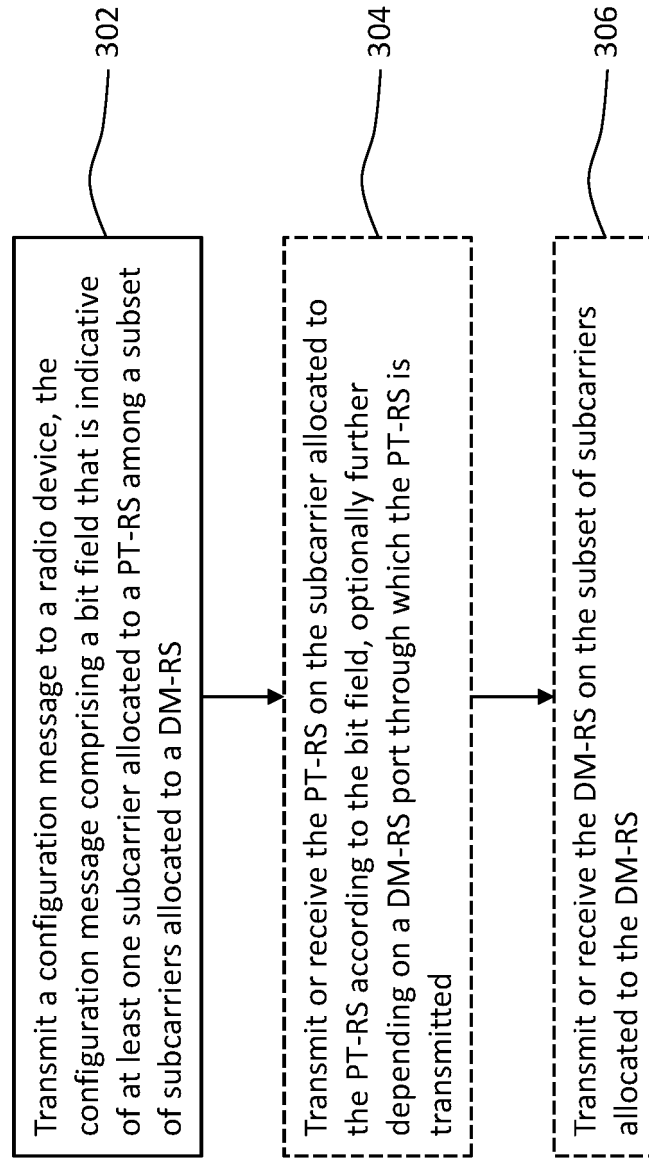 Transmit a configuration message to a radio device, the
configuration message comprising a bit field that is indicative
of at least one subcarrier allocated to a PT-RS among a subset
of subcarriers allocated to a DM-RS
302
Transmit or receive the PT-RS on the subcarrier allocated to
the PT-RS according to the bit field, optionally further
depending on a DM-RS port through which the PT-RS is
transmitted
304
Transmit or receive the DM-RS on the subset of subcarriers
allocated to the DM-RS
306